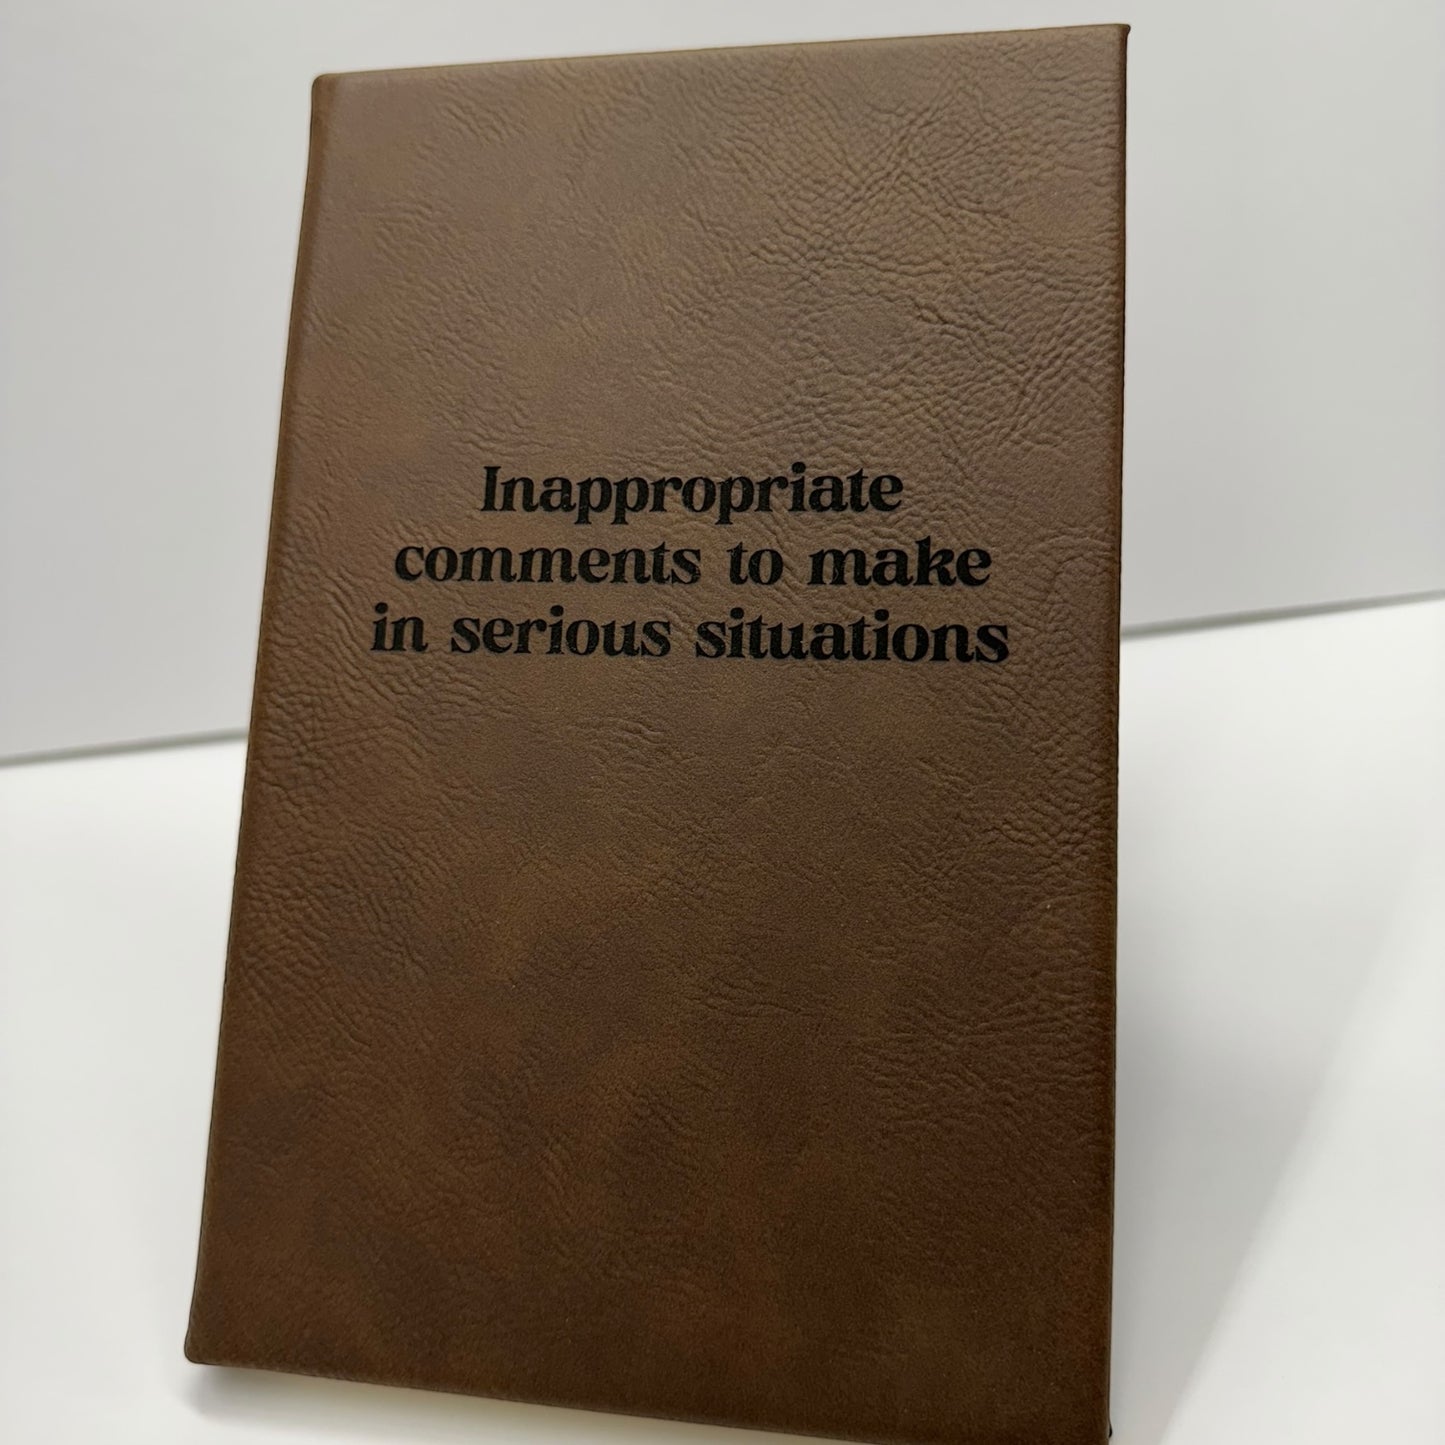 Inappropriate
comments to make
in serious situations